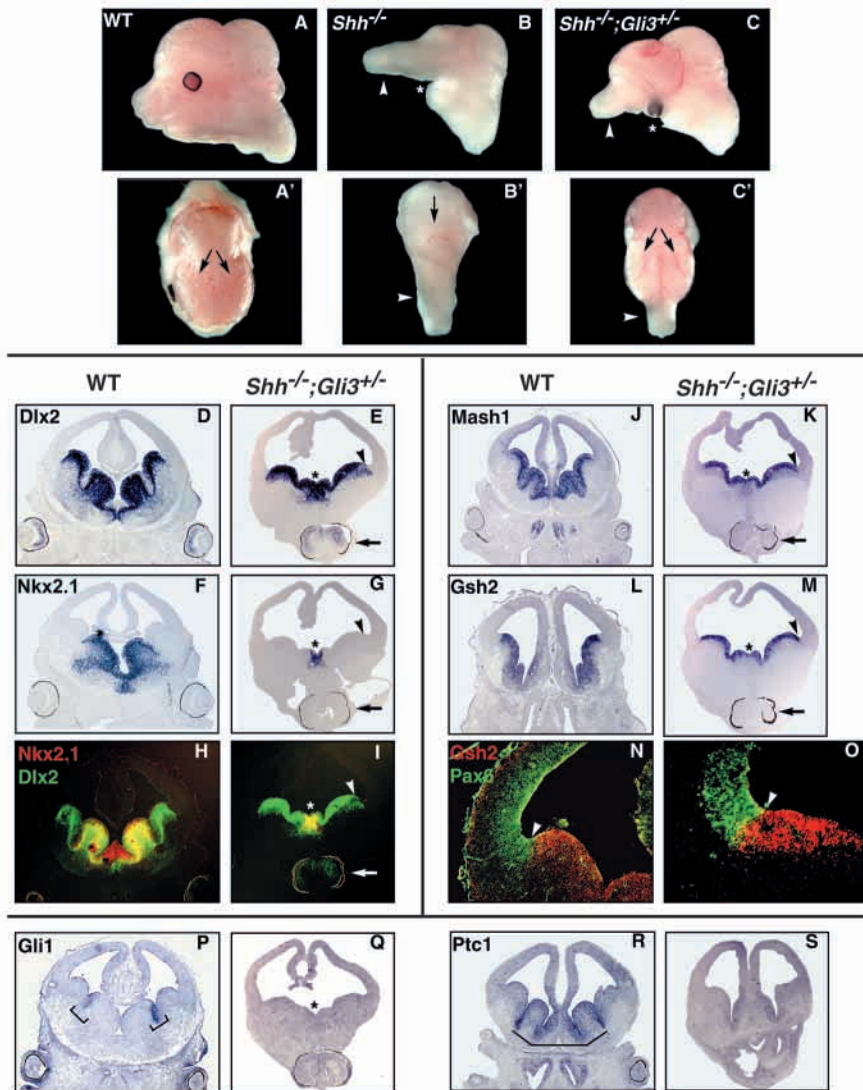 WT A
Shh-/- B
Shh-/-;Gli3+/- C
*
*
A'
B'
C'
WT
Shh-/-;Gli3+/-
WT
Shh-/-;Gli3+/-
Dlx2 D
E
*
Mash1 J
K
*
Nkx2.1 F
G
*
Gsh2 L
M
*
Nkx2.1 H
Dlx2
I
*
Gsh2 N
Pax6
O
Gli1 P
Q
*
Ptc1 R
S